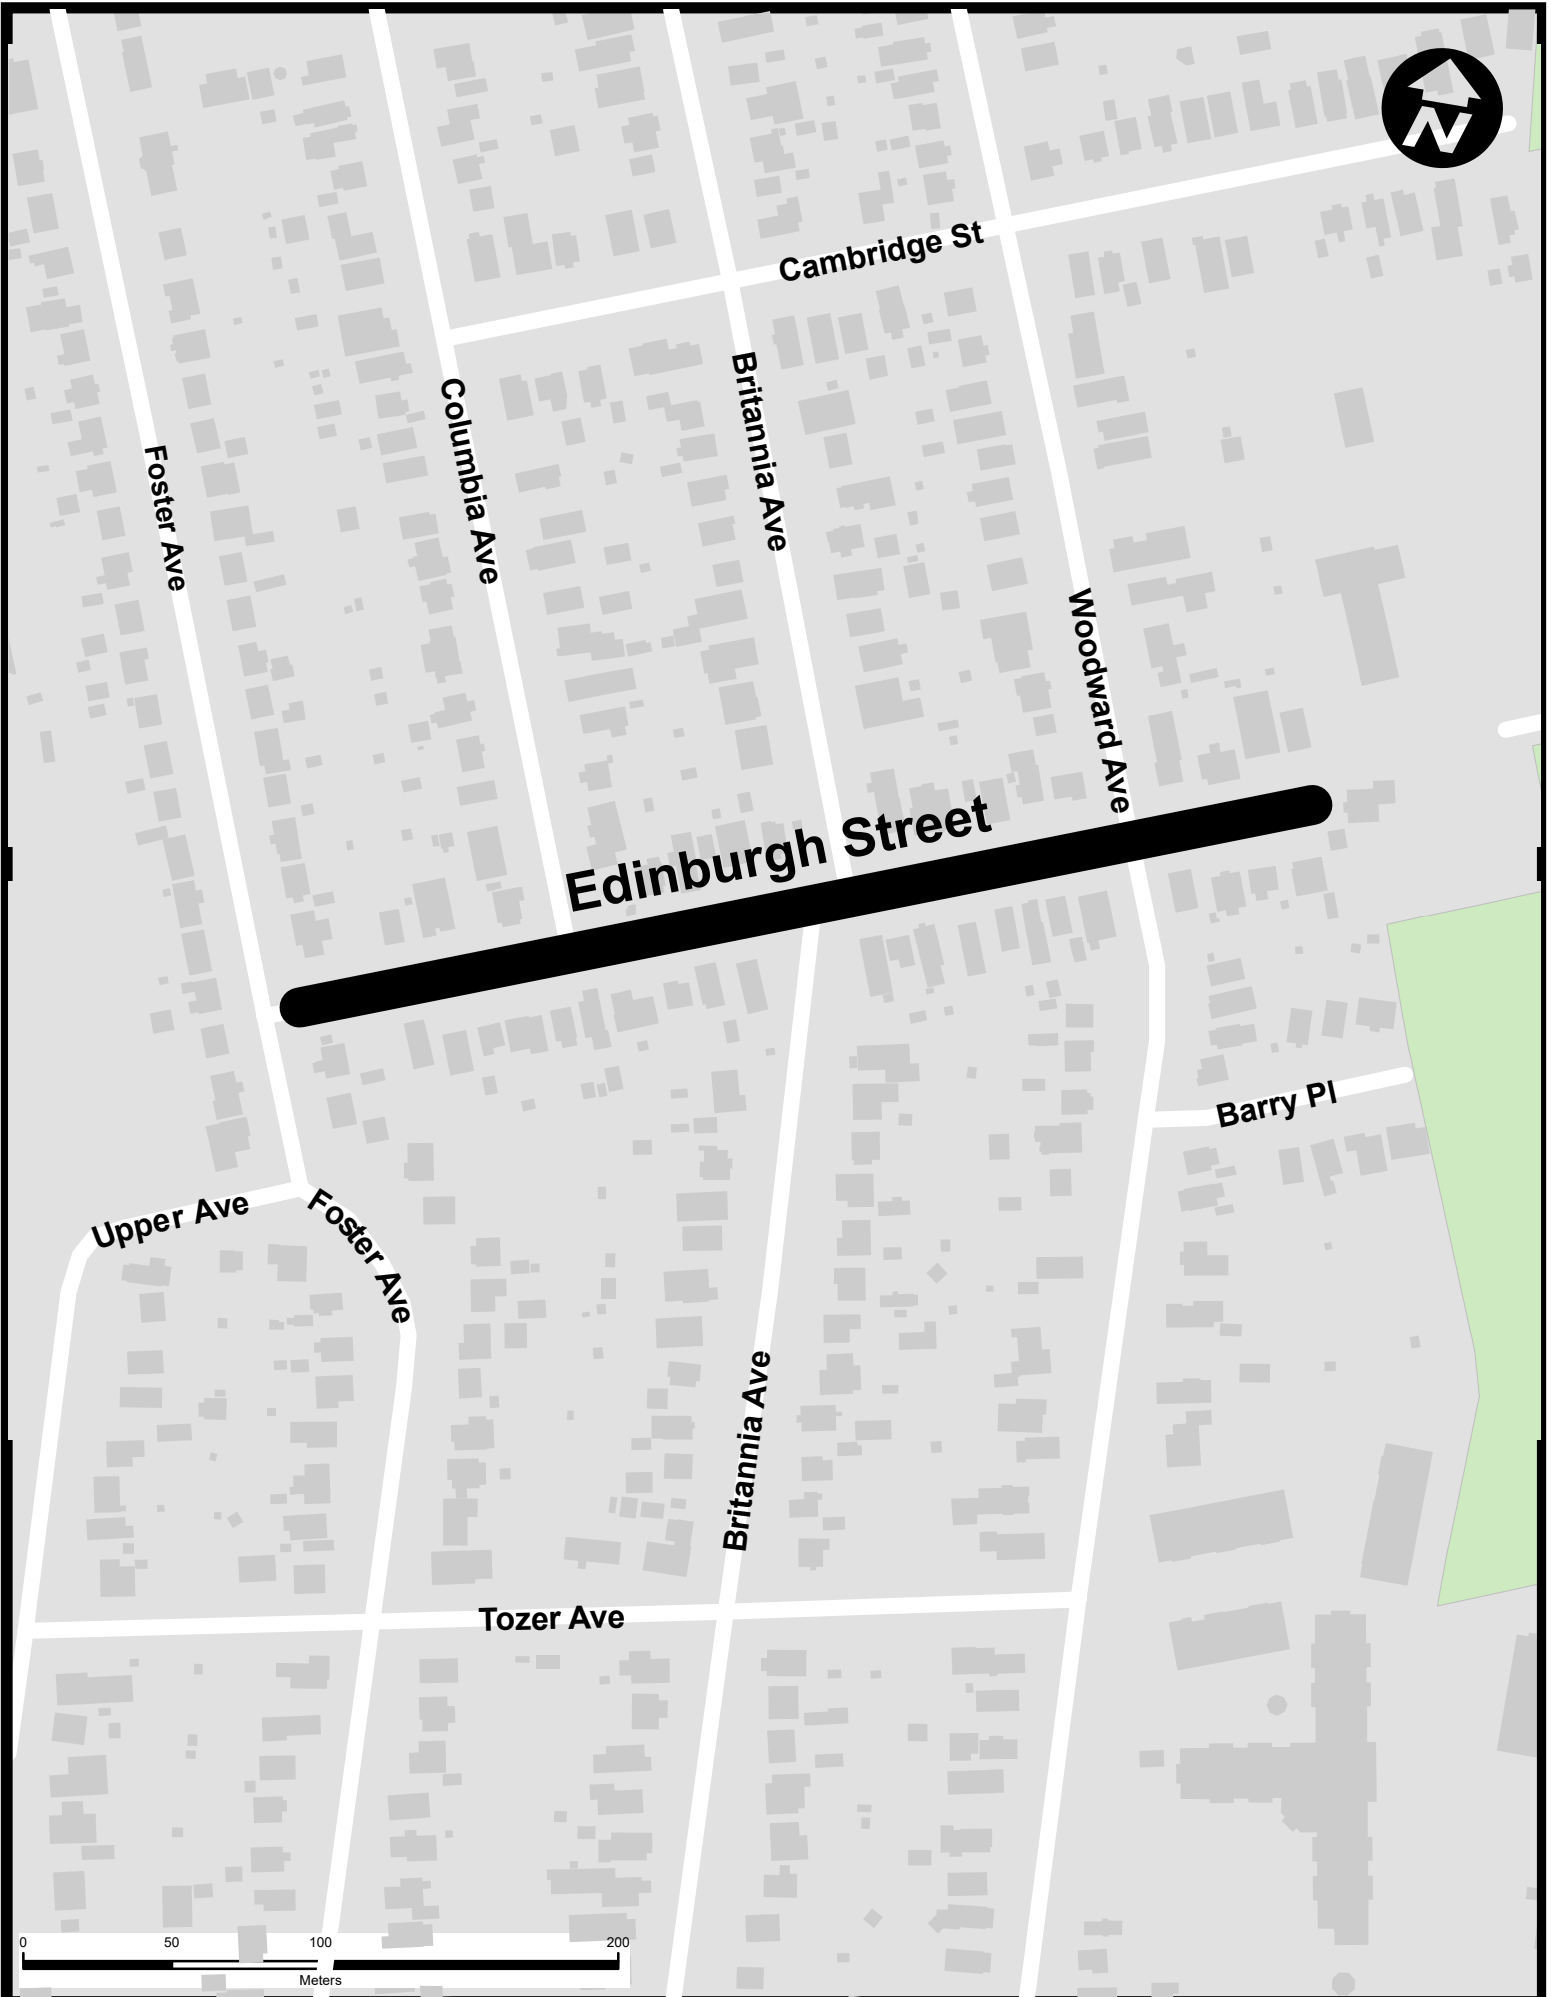 N
Cambridge St
Britannia Ave
Columbia Ave
Foster Ave
Woodward Ave
Edinburgh Street
Barry Pl
Upper Ave
Foster Ave
Britannia Ave
Tozer Ave
0 50 100 200
Meters